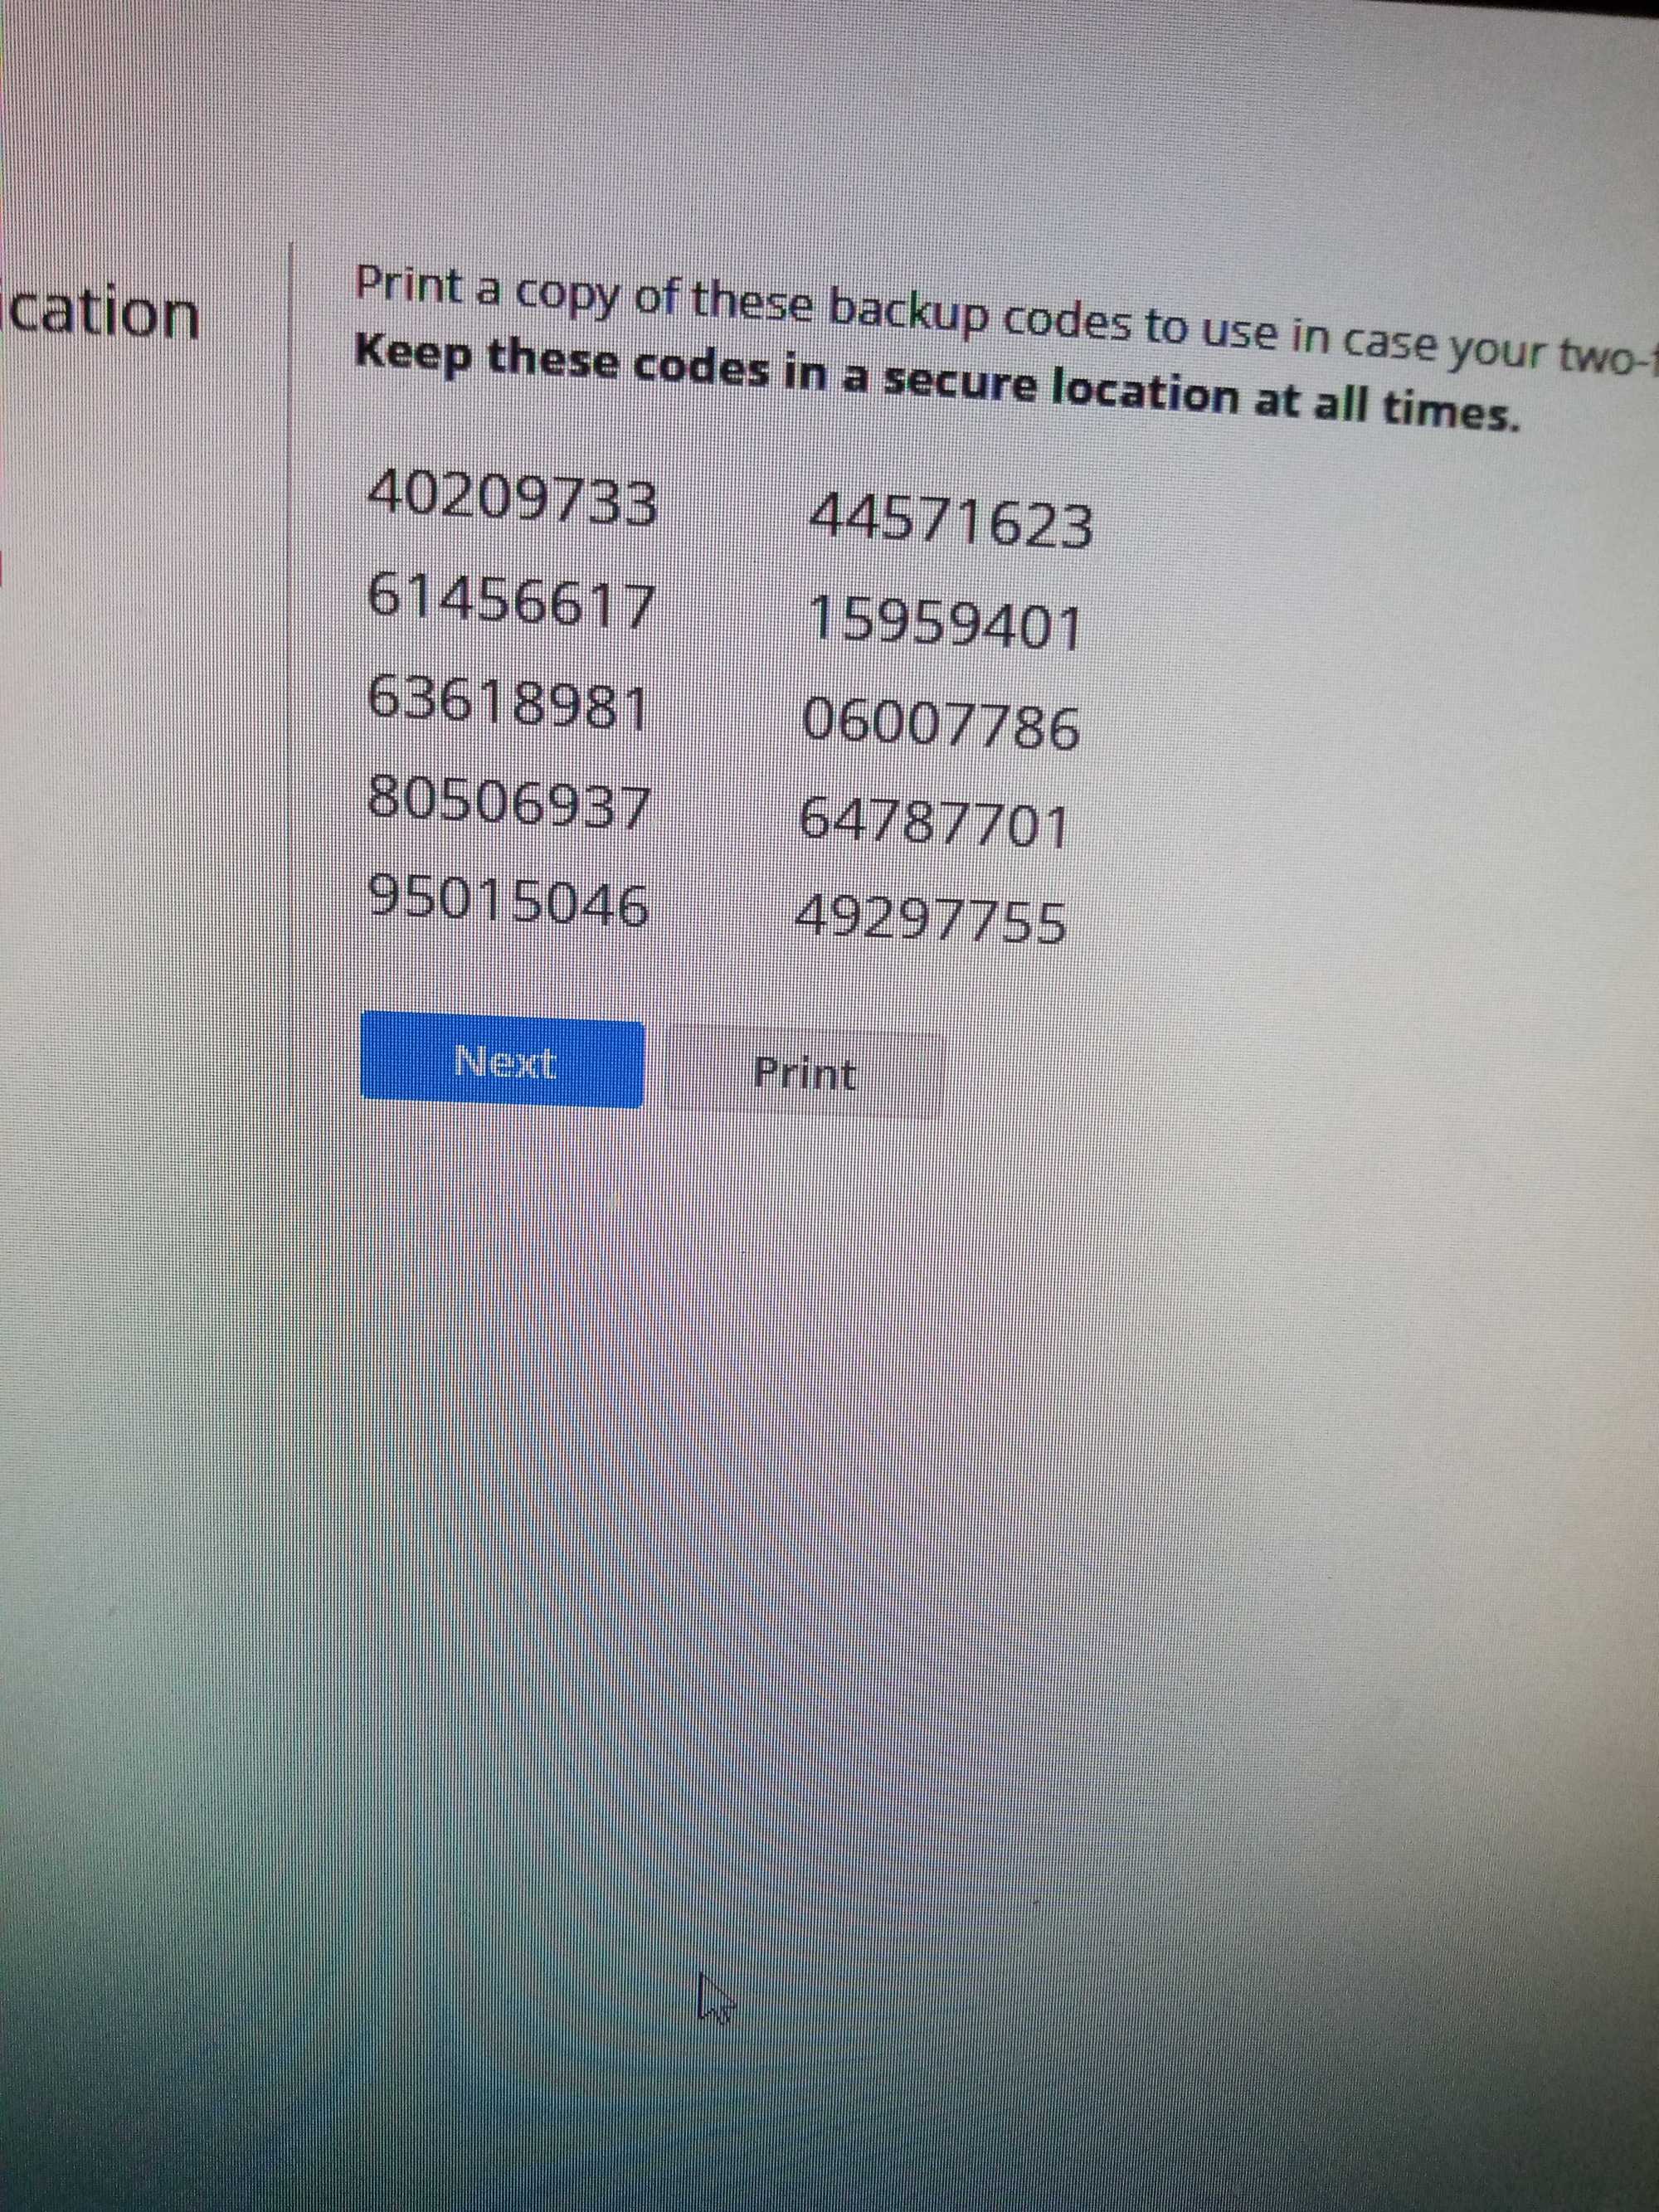 cation
Print a copy of these backup codes to use in case your two-
Keep these codes in a secure location at all times.
40209733 44571623
61456617 15959401
63618981 06007786
80506937 64787701
95015046 49297755
Next Print